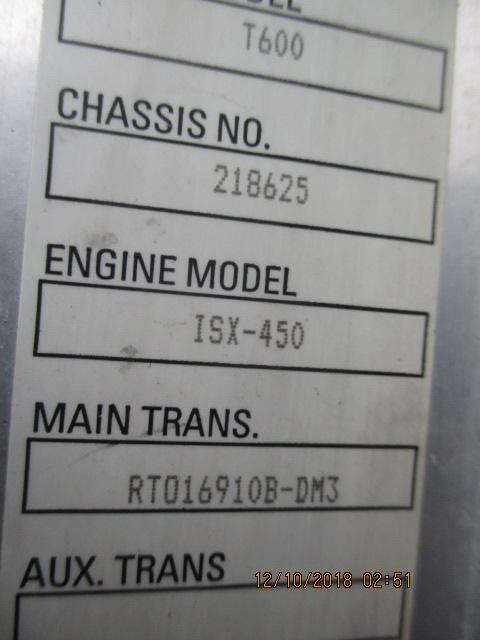 T600
CHASSIS NO.
218625
ENGINE MODEL
ISX-450
MAIN TRANS.
RTO16910B-DM3
AUX. TRANS
12/10/2018 02:51